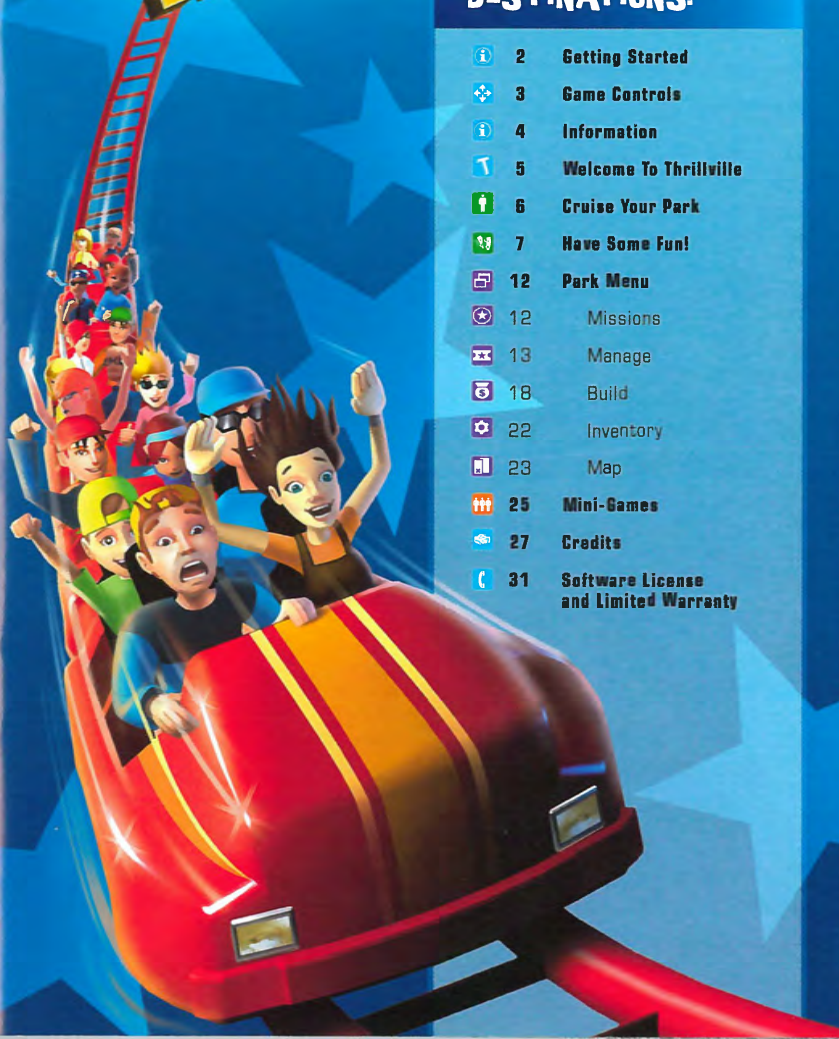 DESTINATIONS:
2 Getting Started
3 Game Controls
4 Information
5 Welcome To Thrillville
6 Cruise Your Park
7 Have Some Fun!
12 Park Menu
12 Missions
13 Manage
18 Build
22 Inventory
23 Map
25 Mini-Games
27 Credits
31 Software License
and Limited Warranty